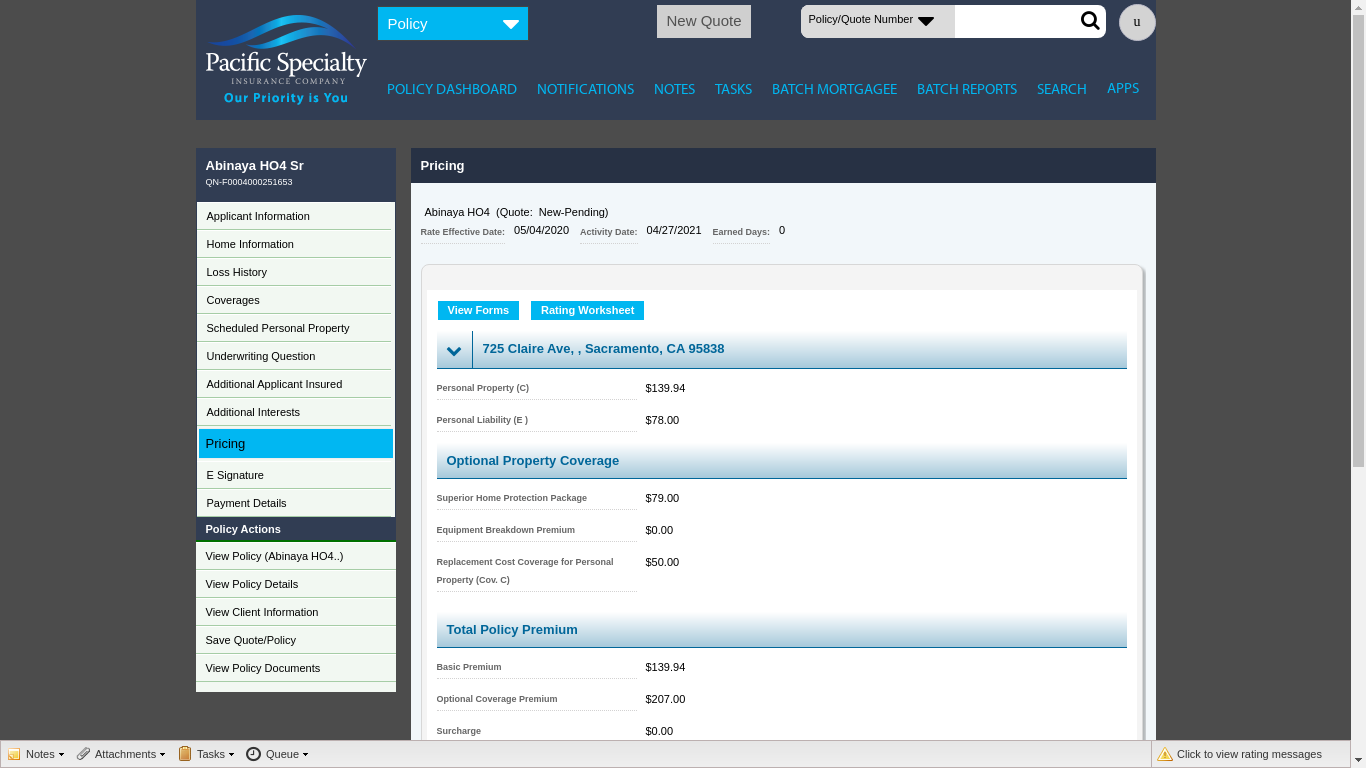 Policy
New Quote
Policy/Quote Number
u
Pacific Specialty
INSURANCE COMPANY
Our Priority is You
POLICY DASHBOARD NOTIFICATIONS NOTES TASKS BATCH MORTGAGEE BATCH REPORTS SEARCH APPS
Abinaya HO4 Sr
QN-F0004000251653
Applicant Information
Home Information
Loss History
Coverages
Scheduled Personal Property
Underwriting Question
Additional Applicant Insured
Additional Interests
Pricing
E Signature
Payment Details
Policy Actions
View Policy (Abinaya HO4..)
View Policy Details
View Client Information
Save Quote/Policy
View Policy Documents
Pricing
Abinaya HO4 (Quote: New-Pending)
Rate Effective Date: 05/04/2020 Activity Date: 04/27/2021 Earned Days: 0
View Forms Rating Worksheet
725 Claire Ave, , Sacramento, CA 95838
Personal Property (C) $139.94
Personal Liability (E ) $78.00
Optional Property Coverage
Superior Home Protection Package $79.00
Equipment Breakdown Premium $0.00
Replacement Cost Coverage for Personal $50.00
Property (Cov. C)
Total Policy Premium
Basic Premium $139.94
Optional Coverage Premium $207.00
Surcharge $0.00
Notes Attachments Tasks Queue Click to view rating messages